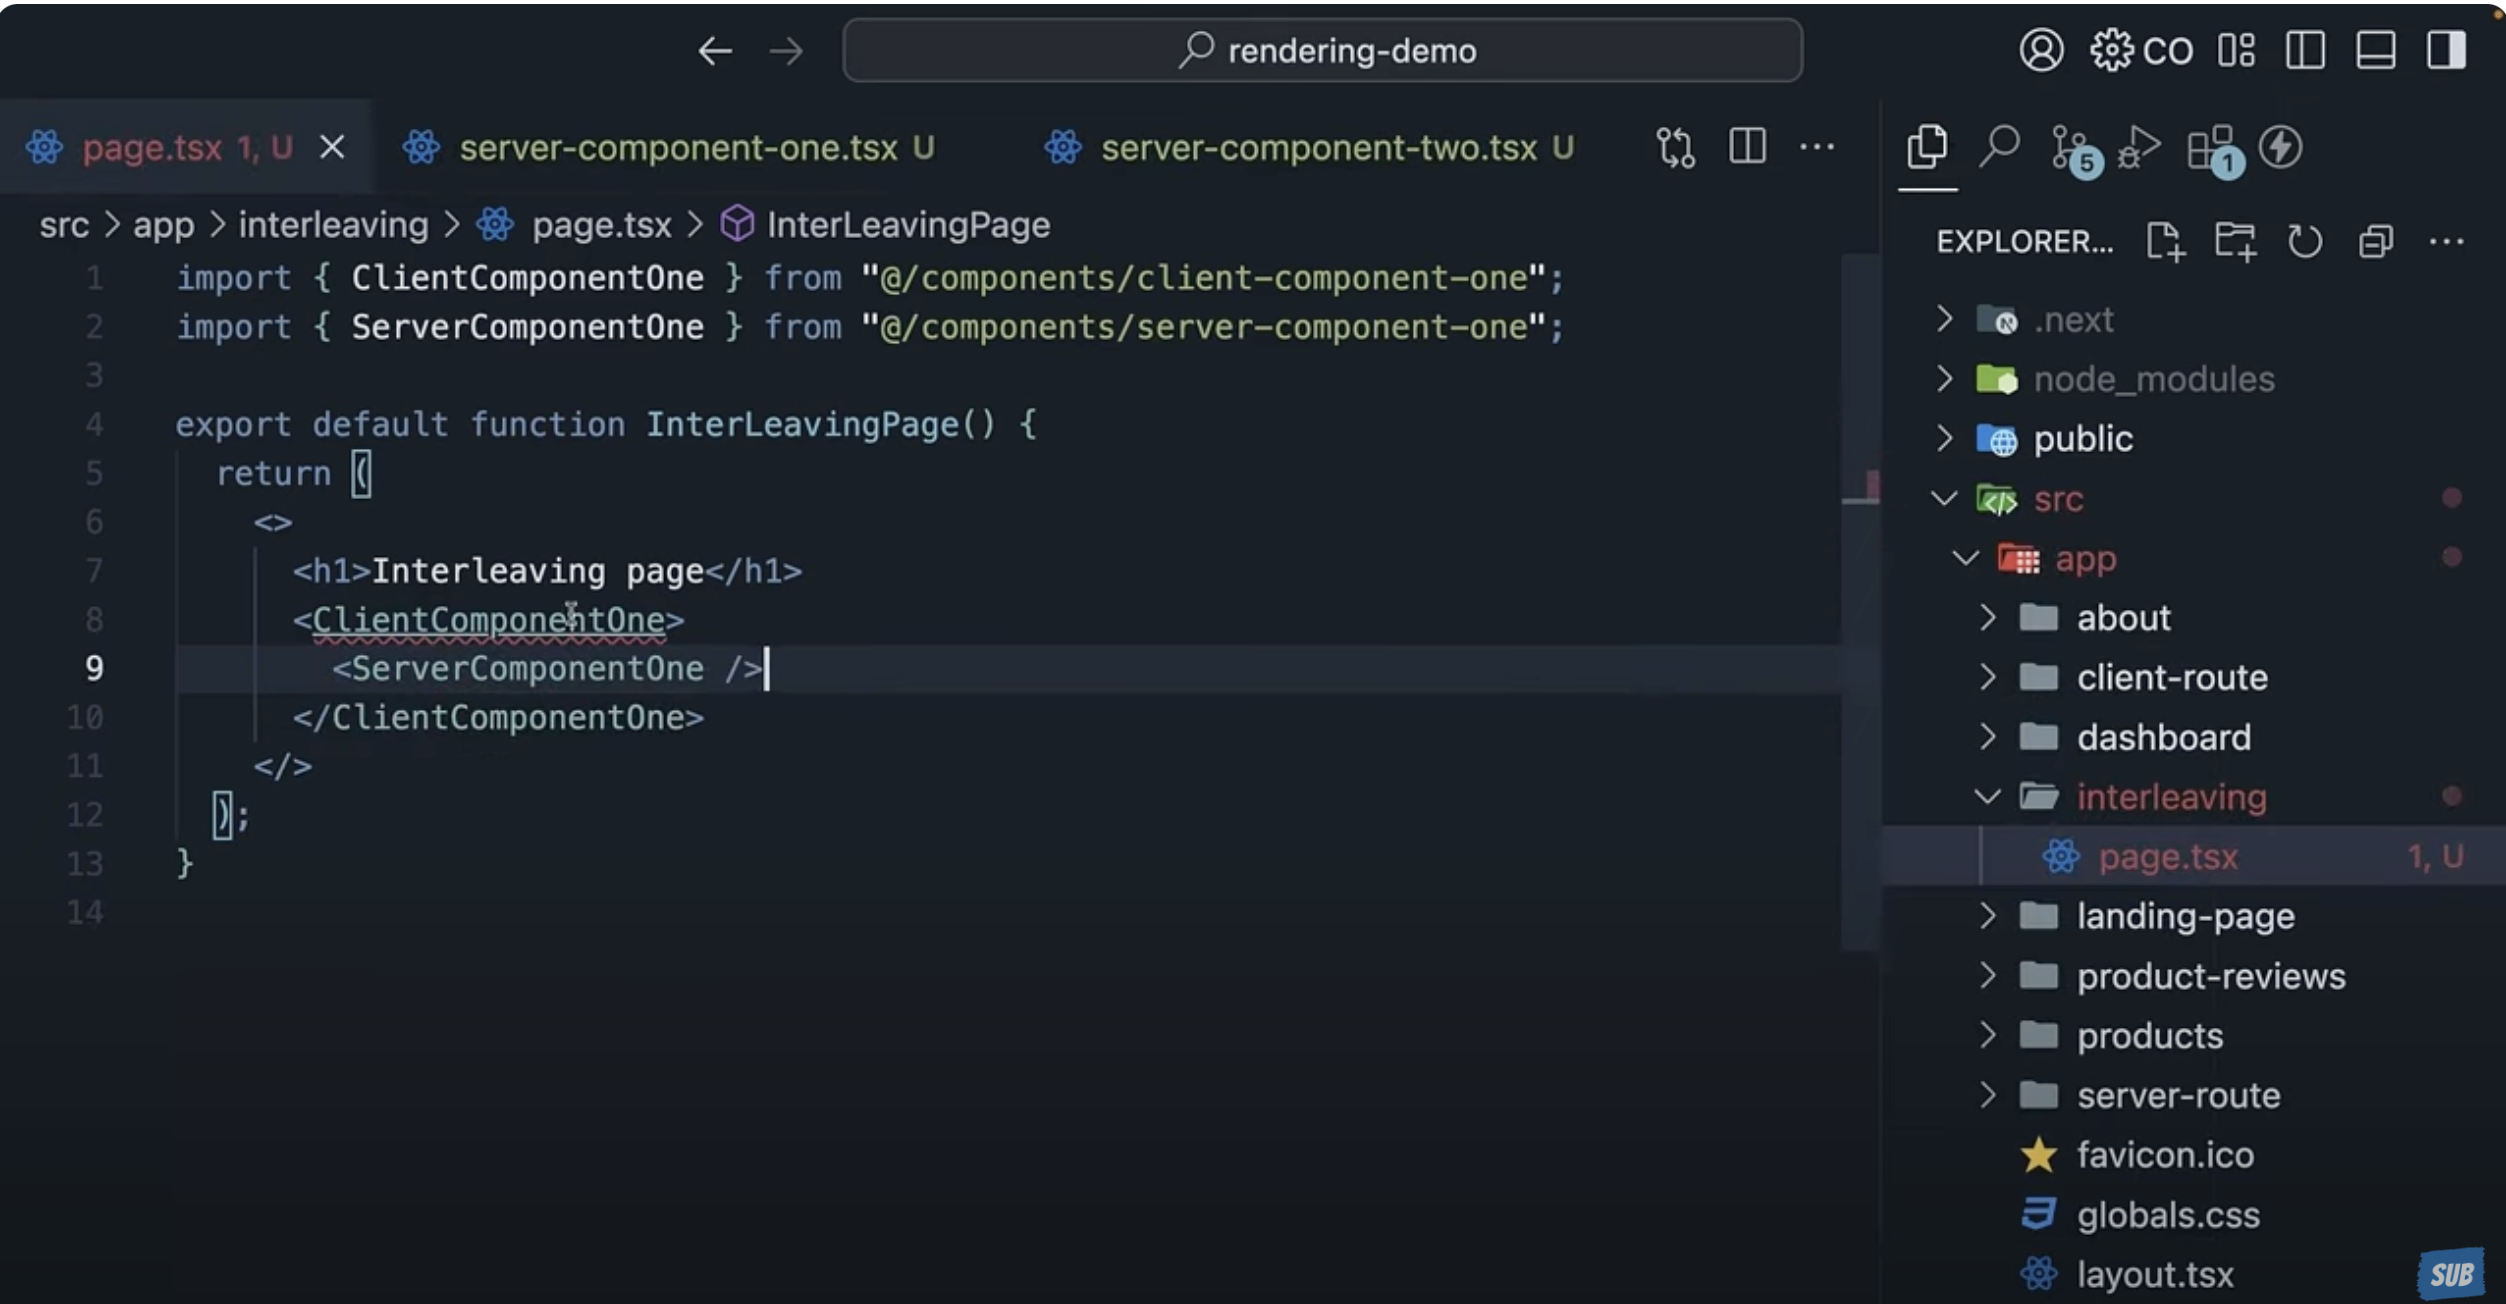 rendering-demo
CO
page.tsx 1, U
server-component-one.tsx U
server-component-two.tsx U
5
1
src > app > interleaving > page.tsx > InterLeavingPage
1 import { ClientComponentOne } from "@/components/client-component-one";
2 import { ServerComponentOne } from "@/components/server-component-one";
3
4 export default function InterLeavingPage() {
5 return (
6 <>
7 <h1>Interleaving page</h1>
8 <ClientComponentOne>
9 <ServerComponentOne />
10 </ClientComponentOne>
11 </>
12 );
13 }
14
EXPLORER...
.next
node_modules
public
src
app
about
client-route
dashboard
interleaving
page.tsx 1, U
landing-page
product-reviews
products
server-route
favicon.ico
globals.css
layout.tsx
SUB